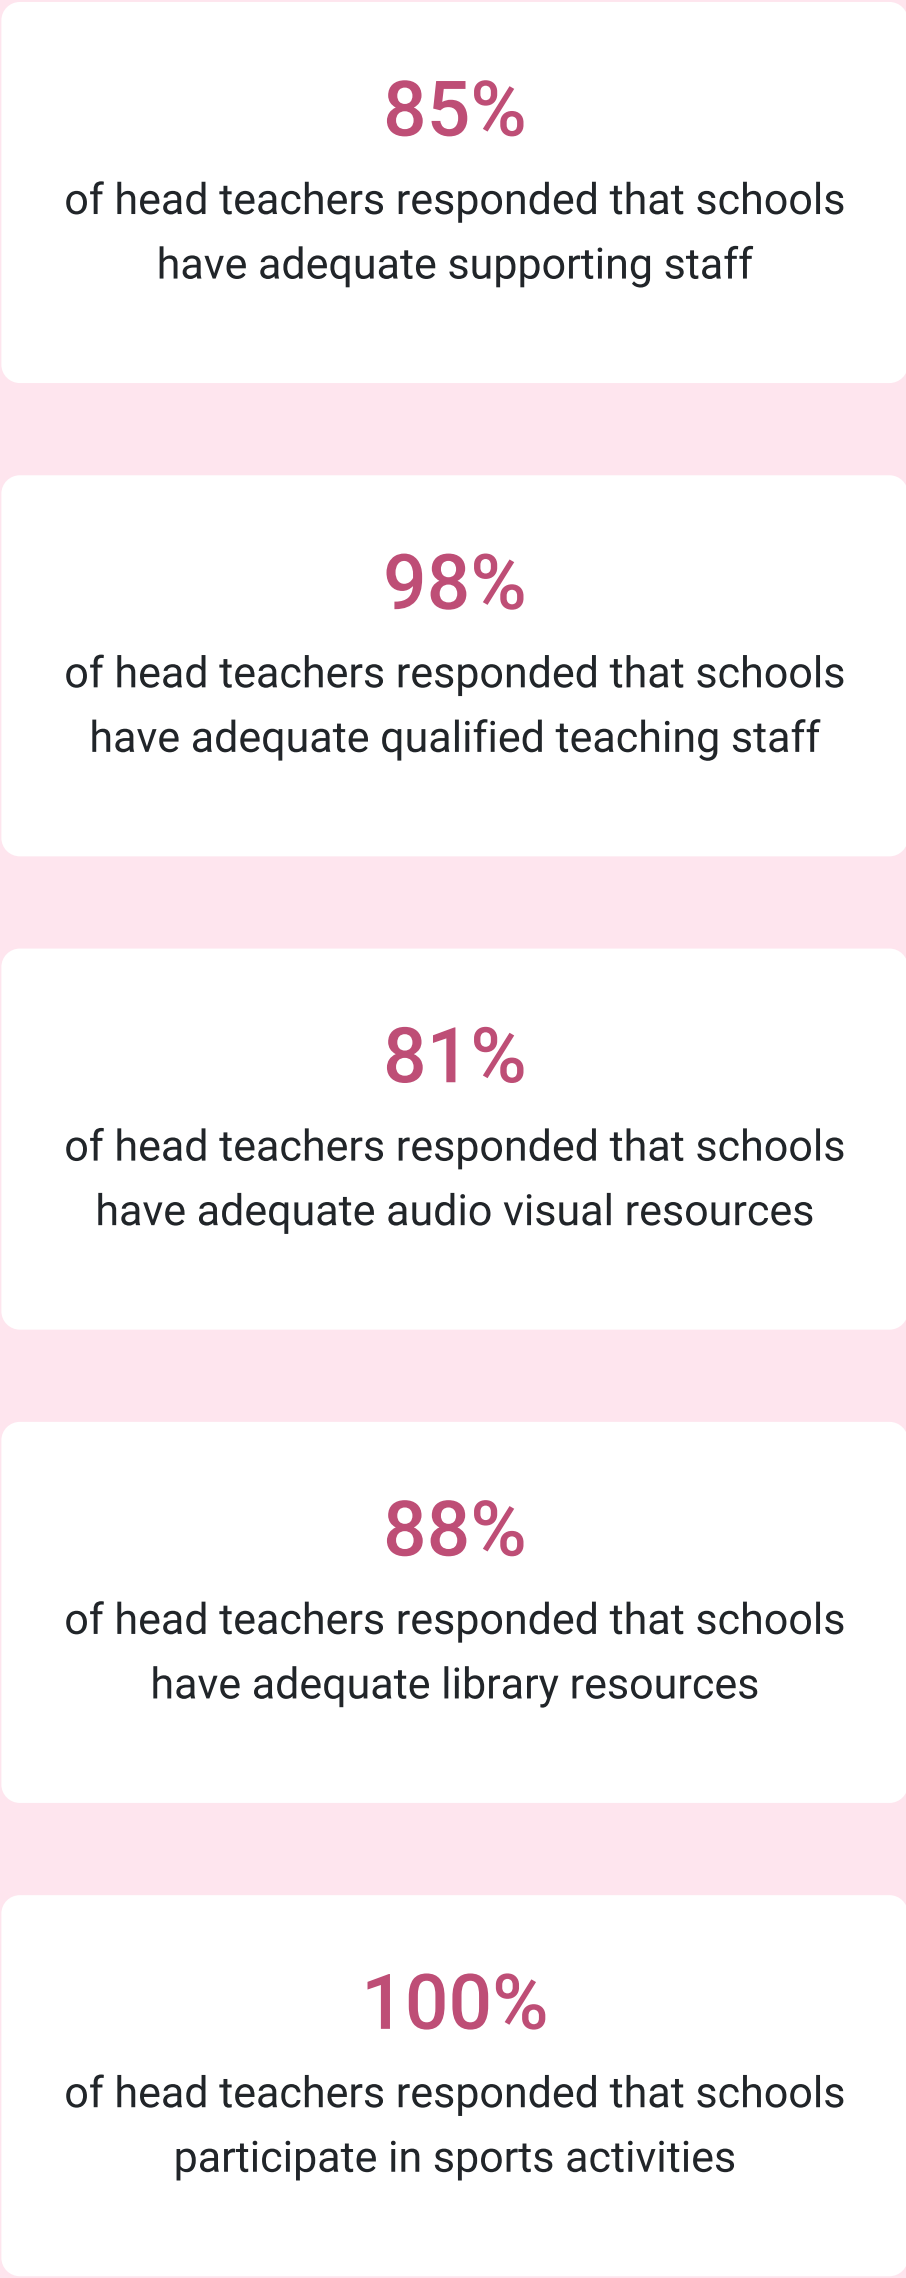 85%
of head teachers responded that schools
have adequate supporting staff
98%
of head teachers responded that schools
have adequate qualified teaching staff
81%
of head teachers responded that schools
have adequate audio visual resources
88%
of head teachers responded that schools
have adequate library resources
100%
of head teachers responded that schools
participate in sports activities